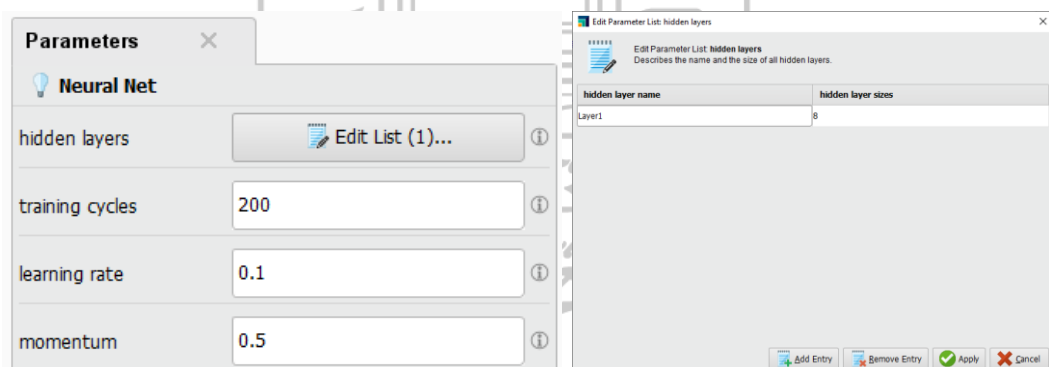 Parameters
Neural Net
hidden layers Edit List (1)...
training cycles 200
learning rate 0.1
momentum 0.5
Edit Parameter List: hidden layers
Edit Parameter List: hidden layers
Describes the name and the size of all hidden layers.
hidden layer name hidden layer sizes
Layer1 8
Add Entry Remove Entry Apply Cancel